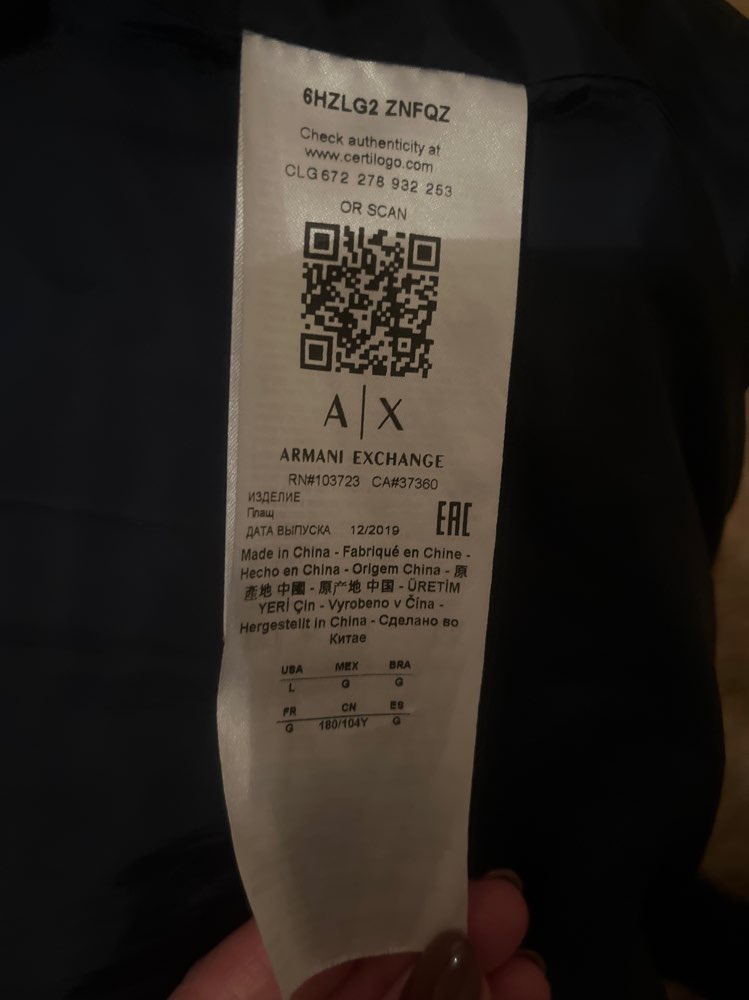 6HZLG2 ZNFQZ
Check authenticity at
www.certilogo.com
CLG 672 278 932 253
OR SCAN
A|X
ARMANI EXCHANGE
RN#103723 CA#37360
ИЗДЕЛИЕ
Плащ
ДАТА ВЫПУСКА 12/2019 EAC
Made in China - Fabriqué en Chine -
Hecho en China - Origem China - 原
產地 中國 - 原产地 中国 - ÜRETİM
YERİ Çin - Vyrobeno v Čína -
Hergestellt in China - Сделано во
Китае
USA MEX BRA
L G G
FR CN ES
G 180/104Y G